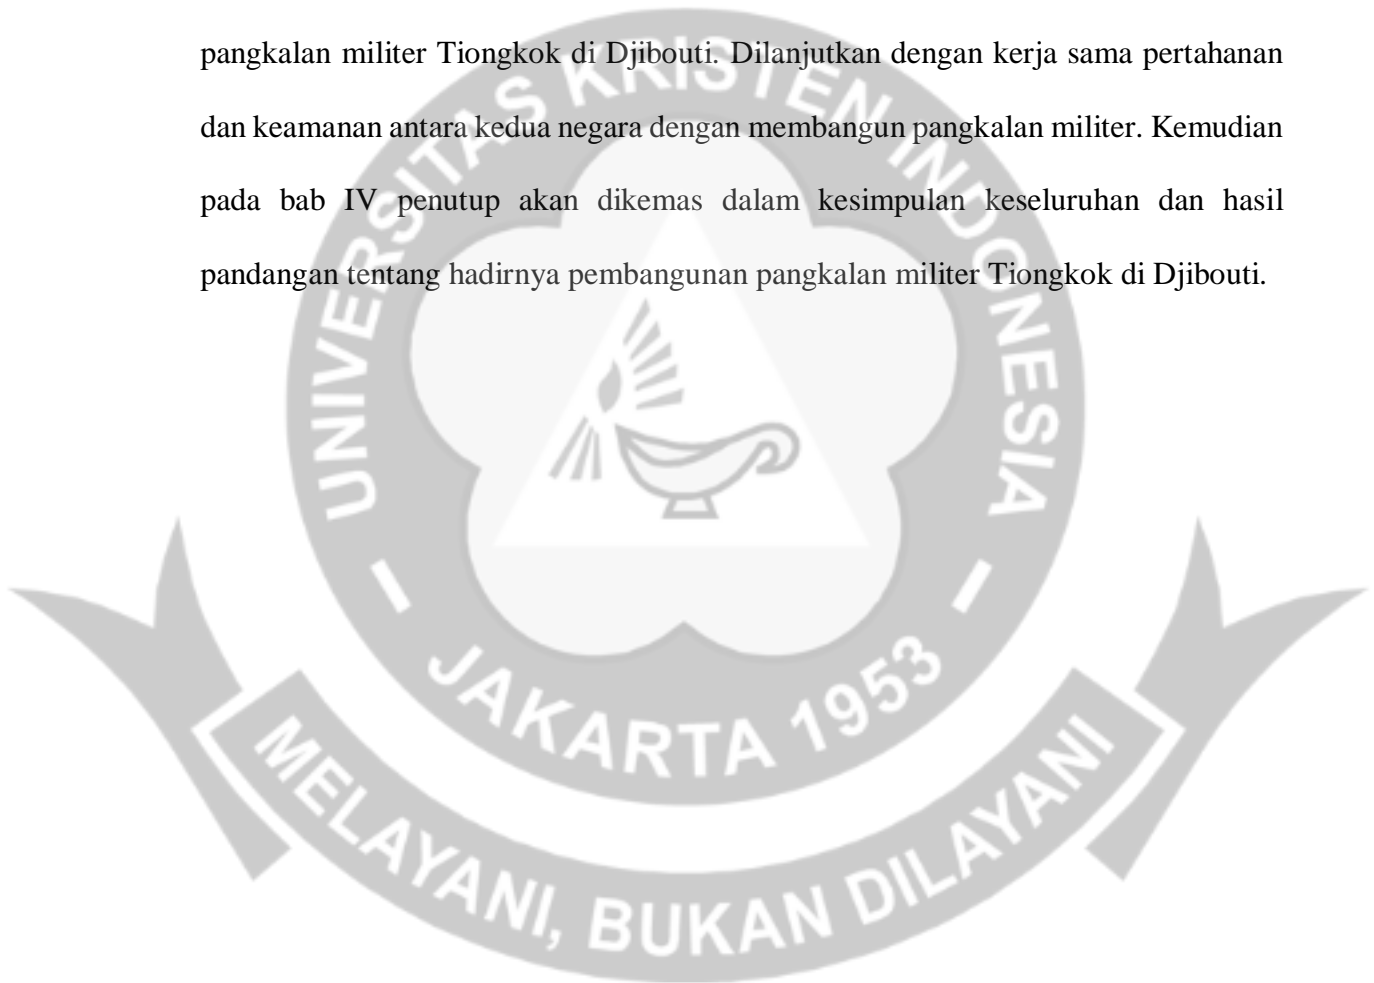 pangkalan militer Tiongkok di Djibouti. Dilanjutkan dengan kerja sama pertahanan
dan keamanan antara kedua negara dengan membangun pangkalan militer. Kemudian
pada bab IV penutup akan dikemas dalam kesimpulan keseluruhan dan hasil
pandangan tentang hadirnya pembangunan pangkalan militer Tiongkok di Djibouti.
UNIVERSITAS KRISTEN INDONESIA
JAKARTA 1953
MELAYANI, BUKAN DILAYANI